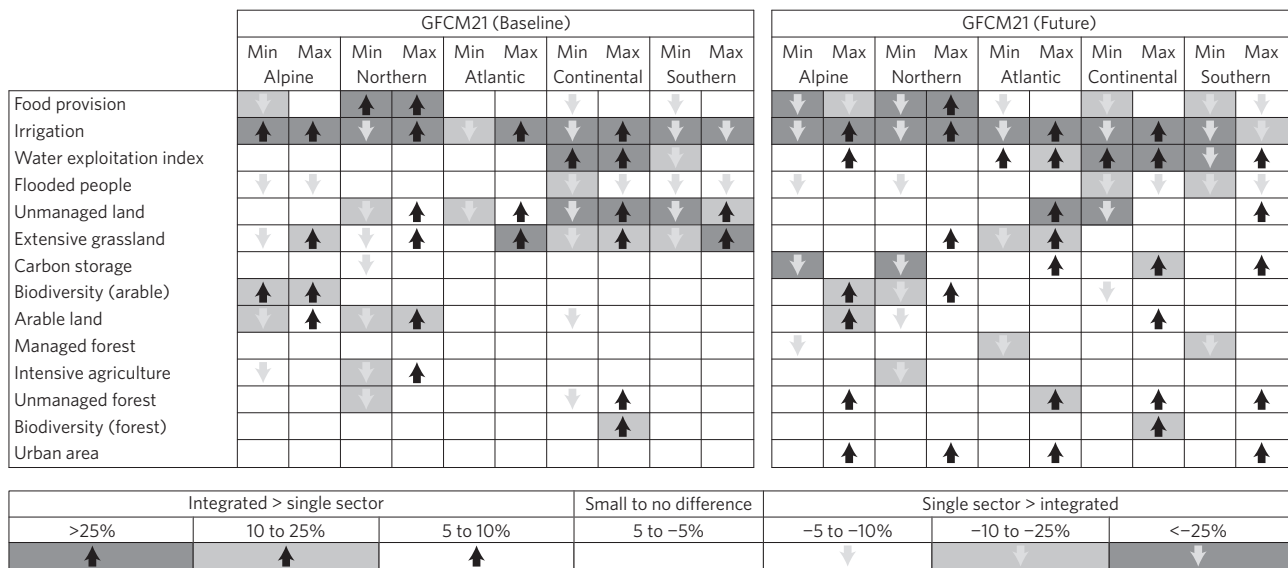 GFCM21 (Baseline) GFCM21 (Future)
Min Max Min Max Min Max Min Max Min Max Min Max Min Max Min Max Min Max Min Max
Alpine Northern Atlantic Continental Southern Alpine Northern Atlantic Continental Southern
Food provision
Irrigation
Water exploitation index
Flooded people
Unmanaged land
Extensive grassland
Carbon storage
Biodiversity (arable)
Arable land
Managed forest
Intensive agriculture
Unmanaged forest
Biodiversity (forest)
Urban area
Integrated > single sector Small to no difference Single sector > integrated
>25% 10 to 25% 5 to 10% 5 to −5% −5 to −10% −10 to −25% <−25%